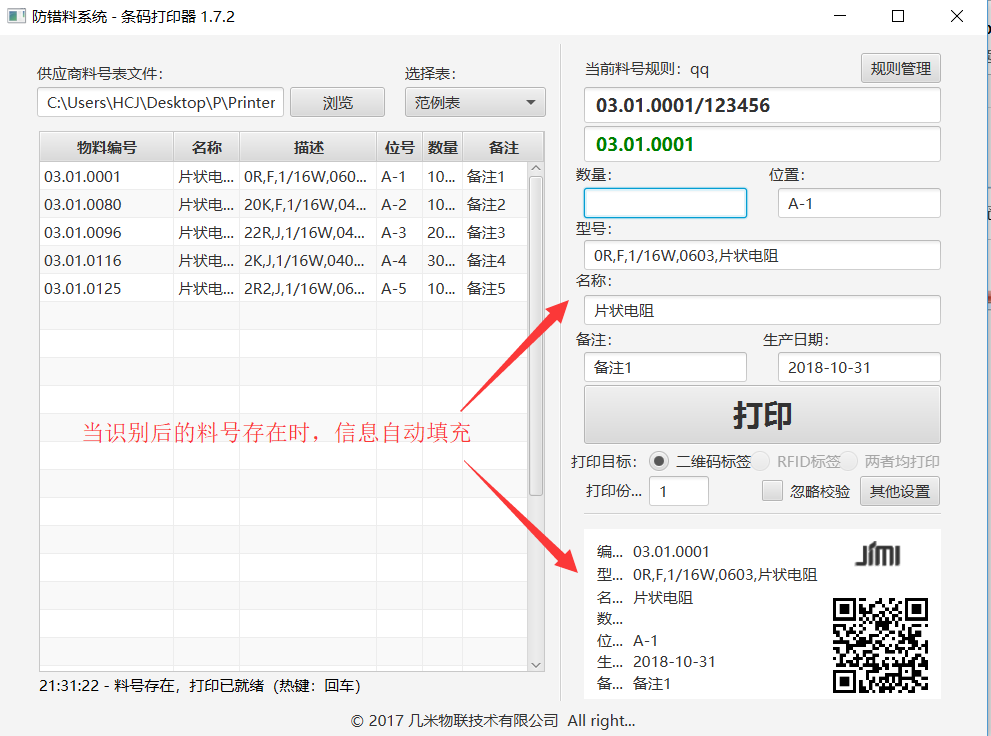 防错料系统 - 条码打印器 1.7.2
供应商料号表文件：
选择表：
C:\Users\HCJ\Desktop\P\Printer
浏览
范例表
物料编号 名称 描述 位号 数量 备注
03.01.0001 片状电... 0R,F,1/16W,060... A-1 10... 备注1
03.01.0080 片状电... 20K,F,1/16W,04... A-2 10... 备注2
03.01.0096 片状电... 22R,J,1/16W,04... A-3 20... 备注3
03.01.0116 片状电... 2K,J,1/16W,040... A-4 30... 备注4
03.01.0125 片状电... 2R2,J,1/16W,06... A-5 10... 备注5
当识别后的料号存在时，信息自动填充
21:31:22 - 料号存在，打印已就绪（热键：回车）
当前料号规则：qq
规则管理
03.01.0001/123456
03.01.0001
数量：
位置：
A-1
型号：
0R,F,1/16W,0603,片状电阻
名称：
片状电阻
备注：
生产日期：
备注1
2018-10-31
打印
打印目标： 二维码标签 RFID标签 两者均打印
打印份... 1 忽略校验 其他设置
编... 03.01.0001
JIMI
型... 0R,F,1/16W,0603,片状电阻
名... 片状电阻
数...
位... A-1
生... 2018-10-31
备... 备注1
© 2017 几米物联技术有限公司 All right...